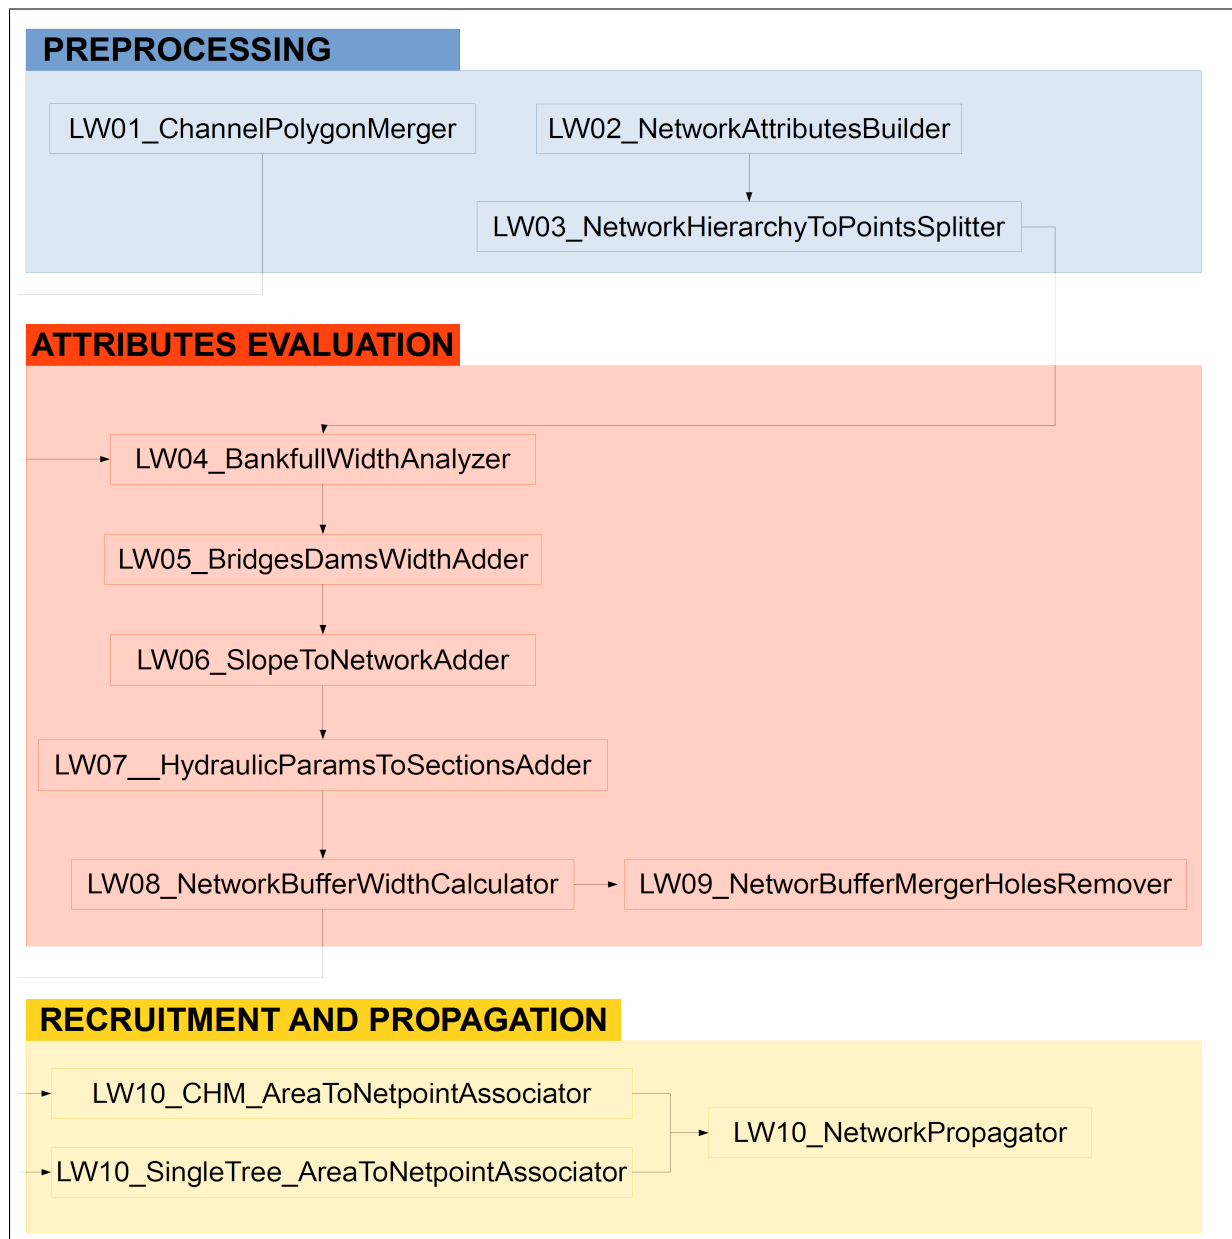 PREPROCESSING
LW01_ChannelPolygonMerger
LW02_NetworkAttributesBuilder
LW03_NetworkHierarchyToPointsSplitter
ATTRIBUTES EVALUATION
LW04_BankfullWidthAnalyzer
LW05_BridgesDamsWidthAdder
LW06_SlopeToNetworkAdder
LW07__HydraulicParamsToSectionsAdder
LW08_NetworkBufferWidthCalculator
LW09_NetworBufferMergerHolesRemover
RECRUITMENT AND PROPAGATION
LW10_CHM_AreaToNetpointAssociator
LW10_NetworkPropagator
LW10_SingleTree_AreaToNetpointAssociator